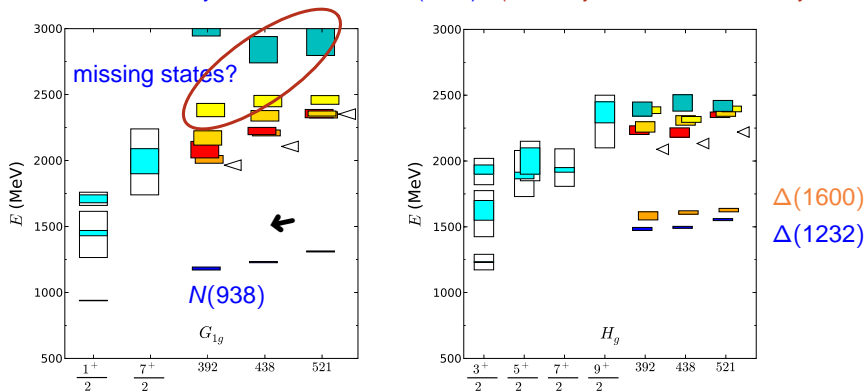 3000
2500
2000
1500
1000
500
E (MeV)
missing states?
N(938)
G1g
1+/2 7+/2 392 438 521
3000
2500
2000
1500
1000
500
E (MeV)
Δ(1600)
Δ(1232)
Hg
3+/2 5+/2 7+/2 9+/2 392 438 521